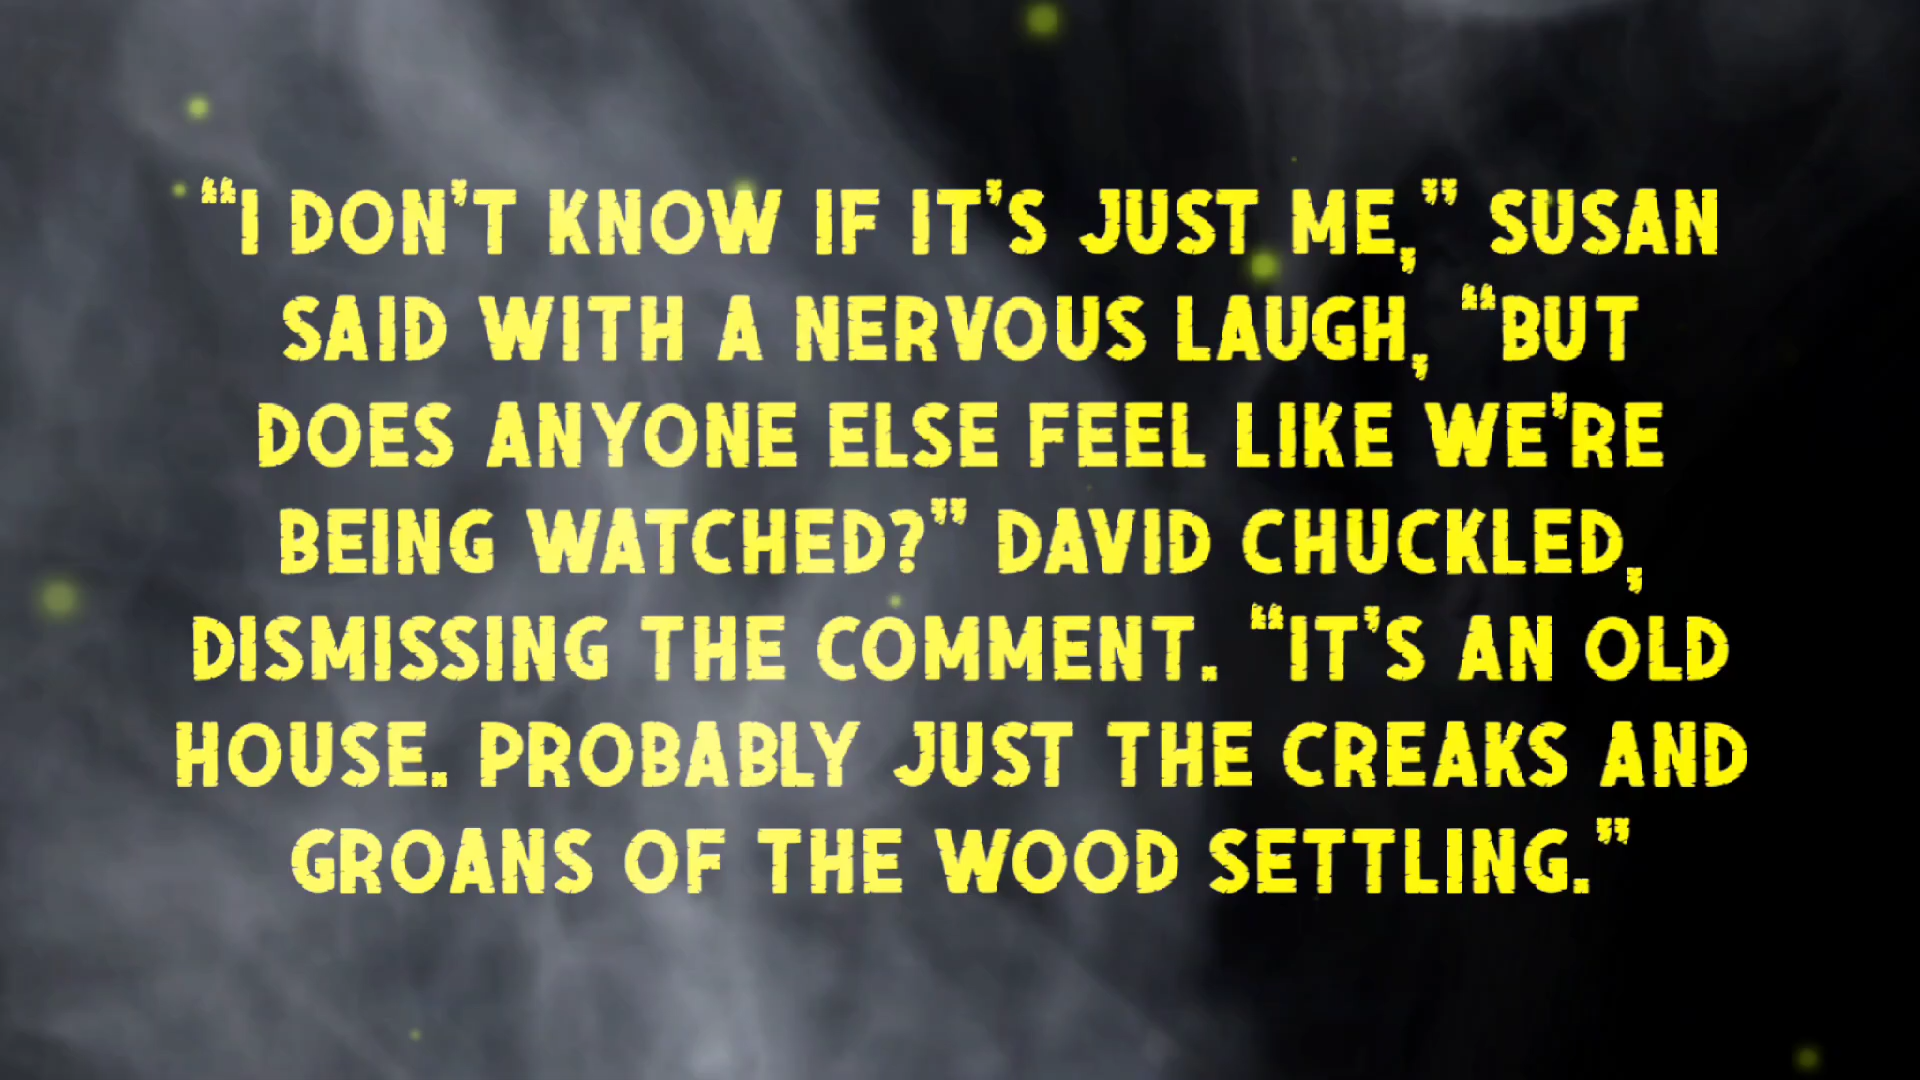 “I DON’T KNOW IF IT’S JUST ME,” SUSAN
SAID WITH A NERVOUS LAUGH, “BUT
DOES ANYONE ELSE FEEL LIKE WE’RE
BEING WATCHED?” DAVID CHUCKLED,
DISMISSING THE COMMENT. “IT’S AN OLD
HOUSE. PROBABLY JUST THE CREAKS AND
GROANS OF THE WOOD SETTLING.”